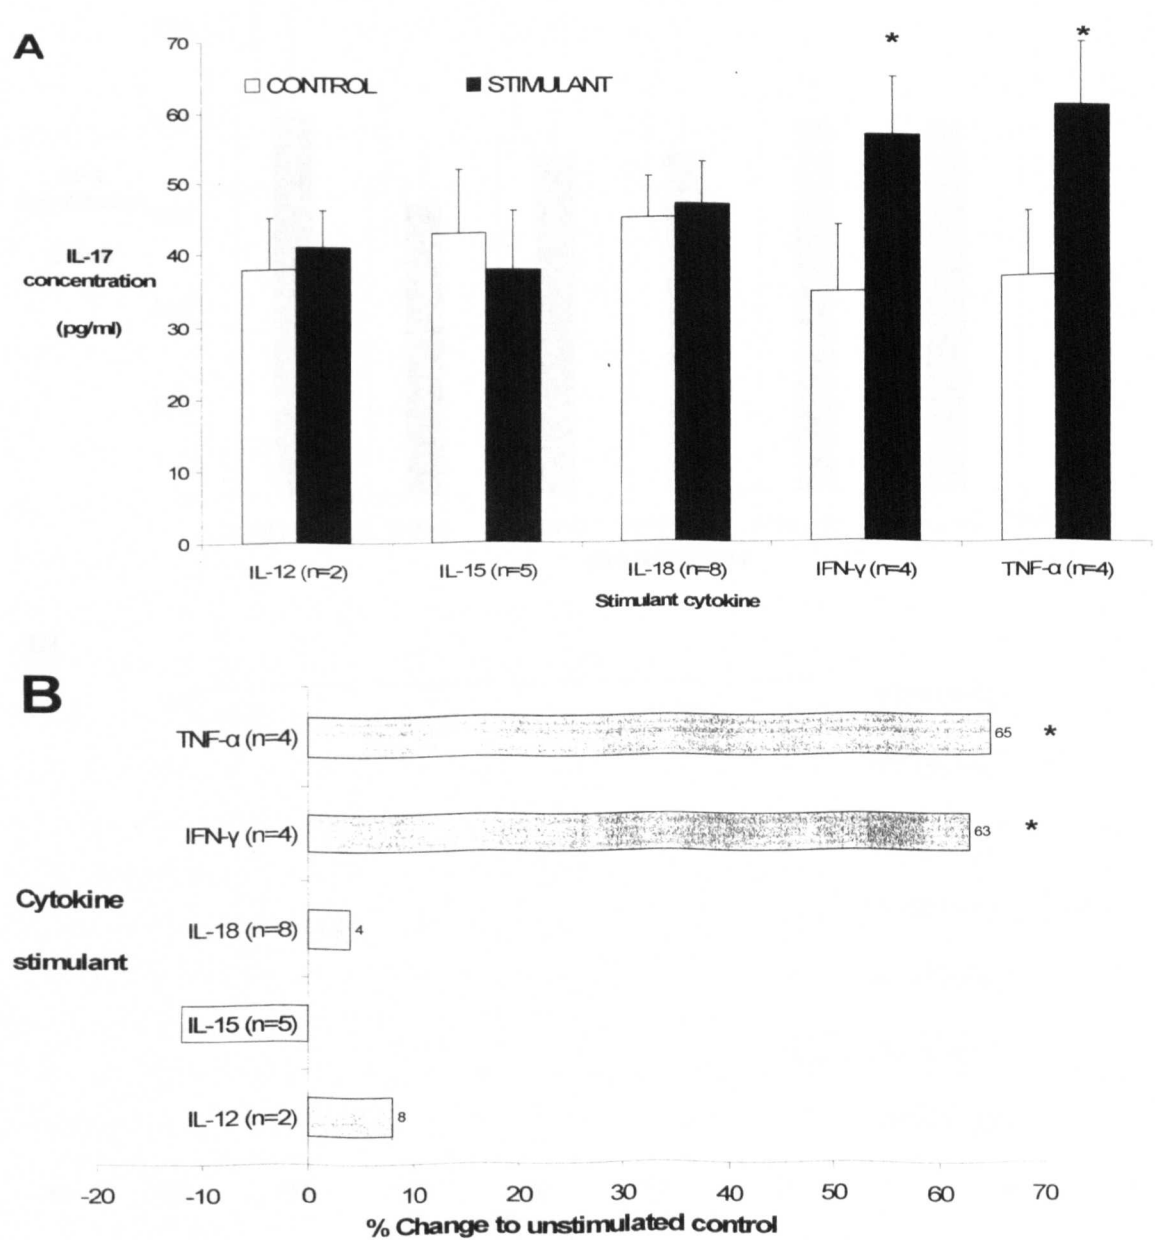 A
70
60
50
40
30
20
10
0
CONTROL
STIMULANT
*
*
IL-17
concentration
(pg/ml)
IL-12 (n=2)
IL-15 (n=5)
IL-18 (n=8)
IFN-γ (n=4)
TNF-α (n=4)
Stimulant cytokine
B
TNF-α (n=4)
65 *
IFN-γ (n=4)
63 *
Cytokine
stimulant
IL-18 (n=8)
4
IL-15 (n=5)
IL-12 (n=2)
8
-20 -10 0 10 20 30 40 50 60 70
% Change to unstimulated control